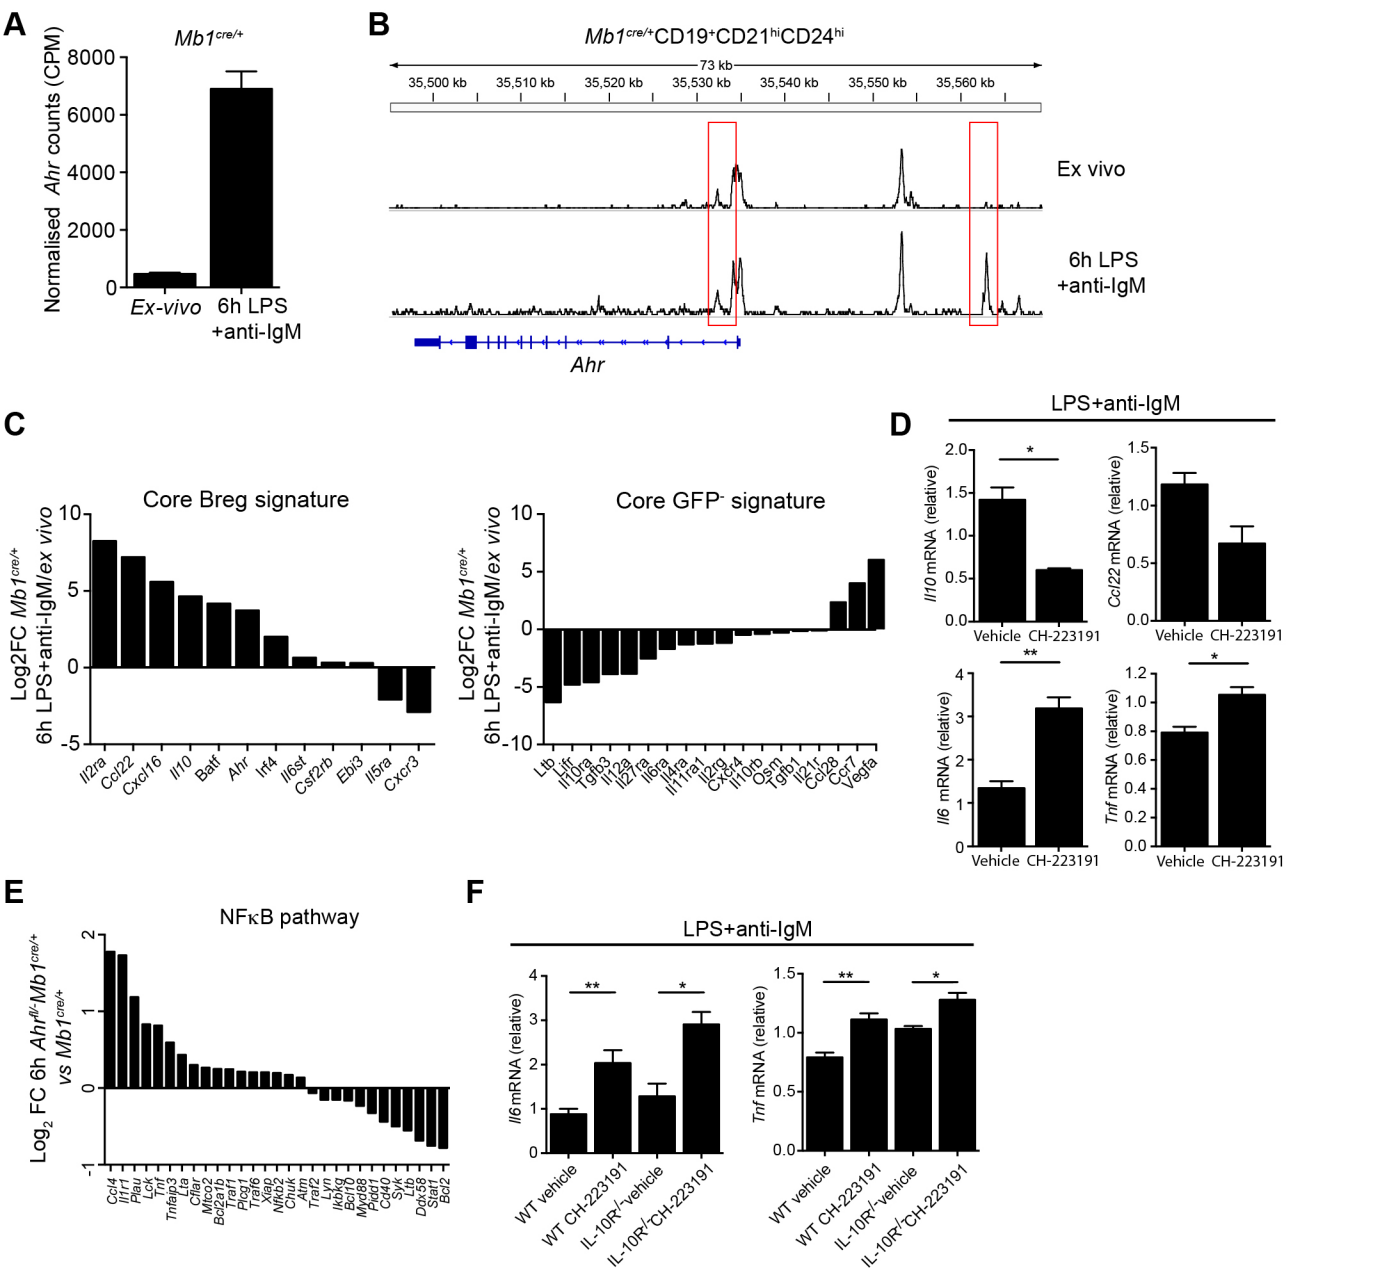 A
Mb1cre/+
Normalised Ahr counts (CPM)
8000
6000
4000
2000
0
Ex-vivo
6h LPS
+anti-IgM
B
Mb1cre/+CD19+CD21hiCD24hi
73 kb
35,500 kb 35,510 kb 35,520 kb 35,530 kb 35,540 kb 35,550 kb 35,560 kb
Ex vivo
6h LPS
+anti-IgM
Ahr
C
Core Breg signature
Log2FC Mb1cre/+
6h LPS+anti-IgM/ex vivo
10
5
0
-5
Il2ra Ccl22 Cxcl16 Il10 Batf Ahr Irf4 Il6st Csf2rb Ebi3 Il5ra Cxcr3
Core GFP- signature
Log2FC Mb1cre/+
6h LPS+anti-IgM/ex vivo
10
5
0
-5
-10
Ltb Lifr Il10ra Tgfb3 Il12a Il27ra Il6ra Il4ra Il11ra1 Il2rg Cxcr4 Il10rb Osm Tgfb1 Il21r Ccl28 Ccr7 Vegfa
D
LPS+anti-IgM
Il10 mRNA (relative)
2.0
1.5
1.0
0.5
0.0
*
Vehicle CH-223191
Ccl22 mRNA (relative)
1.5
1.0
0.5
0.0
Vehicle CH-223191
Il6 mRNA (relative)
4
3
2
1
0
**
Vehicle CH-223191
Tnf mRNA (relative)
1.2
1.0
0.8
0.6
0.4
0.2
0.0
*
Vehicle CH-223191
E
NFκB pathway
Log2 FC 6h Ahrfl/-Mb1cre/+
vs Mb1cre/+
2
1
0
-1
Ccl4 Il1r1 Plau Lck Tnf Tnfaip3 Lta Cflar Mtco2 Bcl2a1b Traf1 Plcg1 Traf6 Xiap Nfkb2 Chuk Atm Traf2 Lyn Ikbkg Bcl10 Myd88 Pidd1 Cd40 Syk Ltb Ddx58 Stat1 Bcl2
F
LPS+anti-IgM
Il6 mRNA (relative)
4
3
2
1
0
** *
WT vehicle
WT CH-223191
IL-10R/-vehicle
IL-10R/-CH-223191
Tnf mRNA (relative)
1.5
1.0
0.5
0.0
** *
WT vehicle
WT CH-223191
IL-10R/-vehicle
IL-10R/-CH-223191